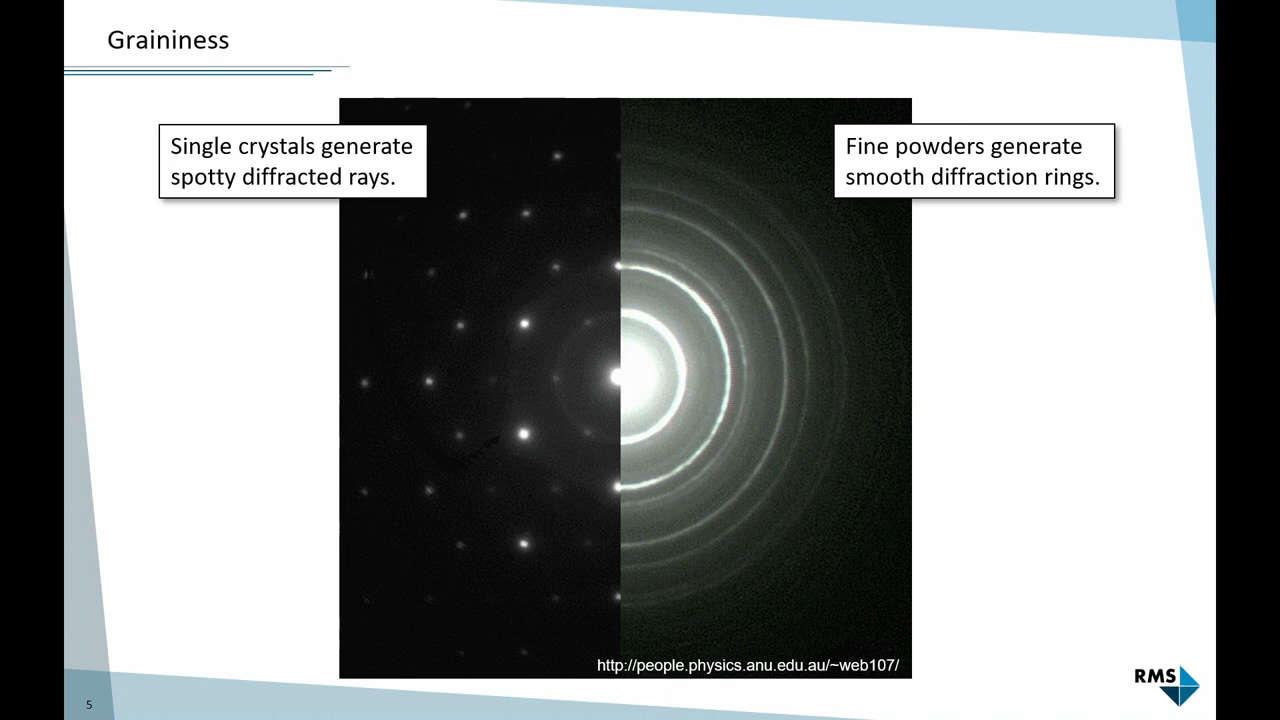 Graininess
Single crystals generate
spotty diffracted rays.
Fine powders generate
smooth diffraction rings.
http://people.physics.anu.edu.au/~web107/
RMS
5